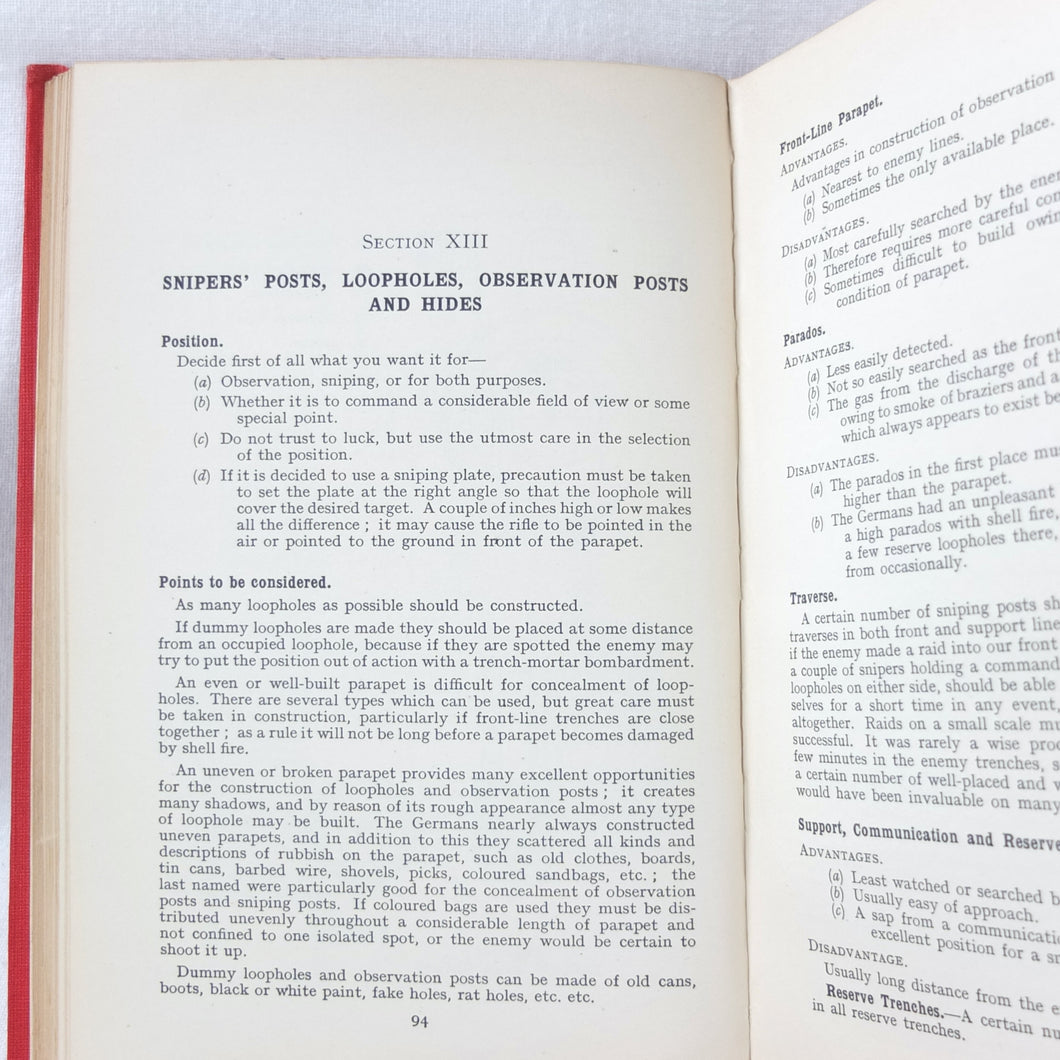 SECTION XIII
SNIPERS' POSTS, LOOPHOLES, OBSERVATION POSTS
AND HIDES
Position.
Decide first of all what you want it for—
(a) Observation, sniping, or for both purposes.
(b) Whether it is to command a considerable field of view or some
special point.
(c) Do not trust to luck, but use the utmost care in the selection
of the position.
(d) If it is decided to use a sniping plate, precaution must be taken
to set the plate at the right angle so that the loophole will
cover the desired target. A couple of inches high or low makes
all the difference ; it may cause the rifle to be pointed in the
air or pointed to the ground in front of the parapet.
Points to be considered.
As many loopholes as possible should be constructed.
If dummy loopholes are made they should be placed at some distance
from an occupied loophole, because if they are spotted the enemy may
try to put the position out of action with a trench-mortar bombardment.
An even or well-built parapet is difficult for concealment of loop-
holes. There are several types which can be used, but great care must
be taken in construction, particularly if front-line trenches are close
together ; as a rule it will not be long before a parapet becomes damaged
by shell fire.
An uneven or broken parapet provides many excellent opportunities
for the construction of loopholes and observation posts ; it creates
many shadows, and by reason of its rough appearance almost any type
of loophole may be built. The Germans nearly always constructed
uneven parapets, and in addition to this they scattered all kinds and
descriptions of rubbish on the parapet, such as old clothes, boards,
tin cans, barbed wire, shovels, picks, coloured sandbags, etc. ; the
last named were particularly good for the concealment of observation
posts and sniping posts. If coloured bags are used they must be dis-
tributed unevenly throughout a considerable length of parapet and
not confined to one isolated spot, or the enemy would be certain to
shoot it up.
Dummy loopholes and observation posts can be made of old cans,
boots, black or white paint, fake holes, rat holes, etc. etc.
94
Front-Line Parapet.
ADVANTAGES.
Advantages in construction of observation
(a) Nearest to enemy lines.
(b) Sometimes the only available place.
DISADVANTAGES.
(a) Most carefully searched by the
(b) Therefore requires more careful
(c) Sometimes difficult to build
condition of parapet.
Parados.
ADVANTAGES.
(a) Less easily detected.
(b) Not so easily searched as the front
(c) The gas from the discharge of
owing to smoke of braziers and
which always appears to exist
DISADVANTAGES.
(a) The parados in the first place
higher than the parapet.
(b) The Germans had an unpleasant
a high parados with shell fire,
a few reserve loopholes there,
from occasionally.
Traverse.
A certain number of sniping posts
traverses in both front and support
if the enemy made a raid into our front
a couple of snipers holding a
loopholes on either side, should be able
selves for a short time in any event,
altogether. Raids on a small scale
successful. It was rarely a wise
few minutes in the enemy trenches,
a certain number of well-placed and
would have been invaluable on many
Support, Communication and Reserve
ADVANTAGES.
(a) Least watched or searched
(b) Usually easy of approach.
(c) A sap from a
excellent position for a
DISADVANTAGE.
Usually long distance from the
Reserve Trenches.—A certain
in all reserve trenches.